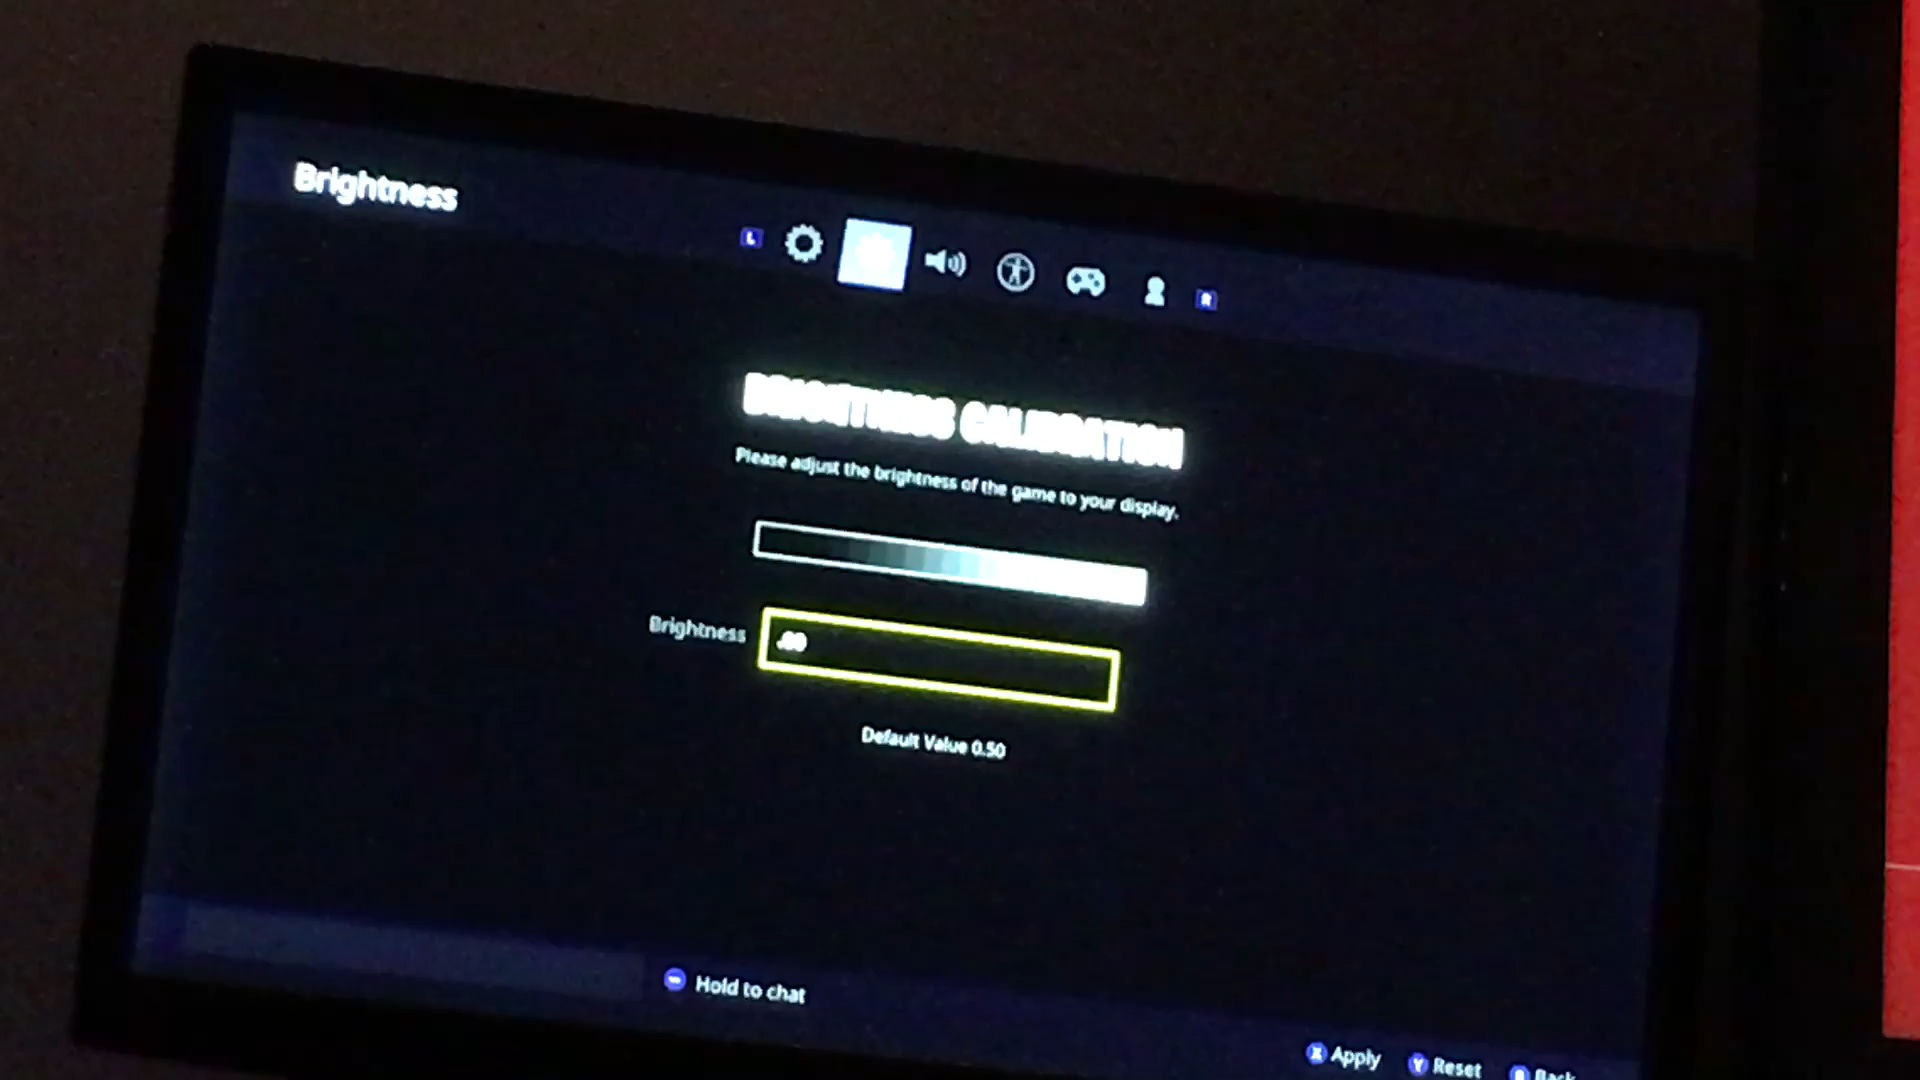 Brightness
L
R
BRIGHTNESS CALIBRATION
Please adjust the brightness of the game to your display.
Brightness
Default Value 0.50
Hold to chat
X Apply Y Reset B Back